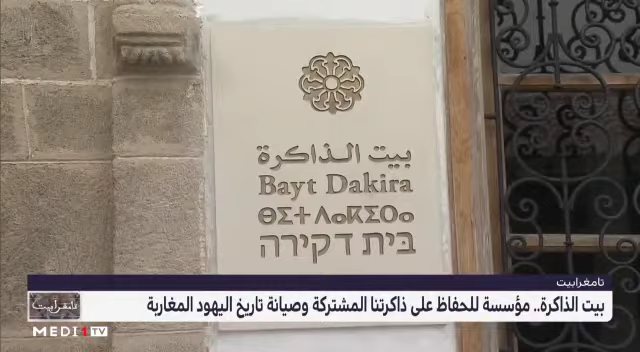 بيت الذاكرة
Bayt Dakira
ⴱⵉⵜ ⴷⴰⴽⵉⵔⴰ
בית דקירה
تامغرابيت
بيت الذاكرة.. مؤسسة للحفاظ على ذاكرتنا المشتركة وصيانة تاريخ اليهود المغاربة
تامغرابيت
MEDI1TV